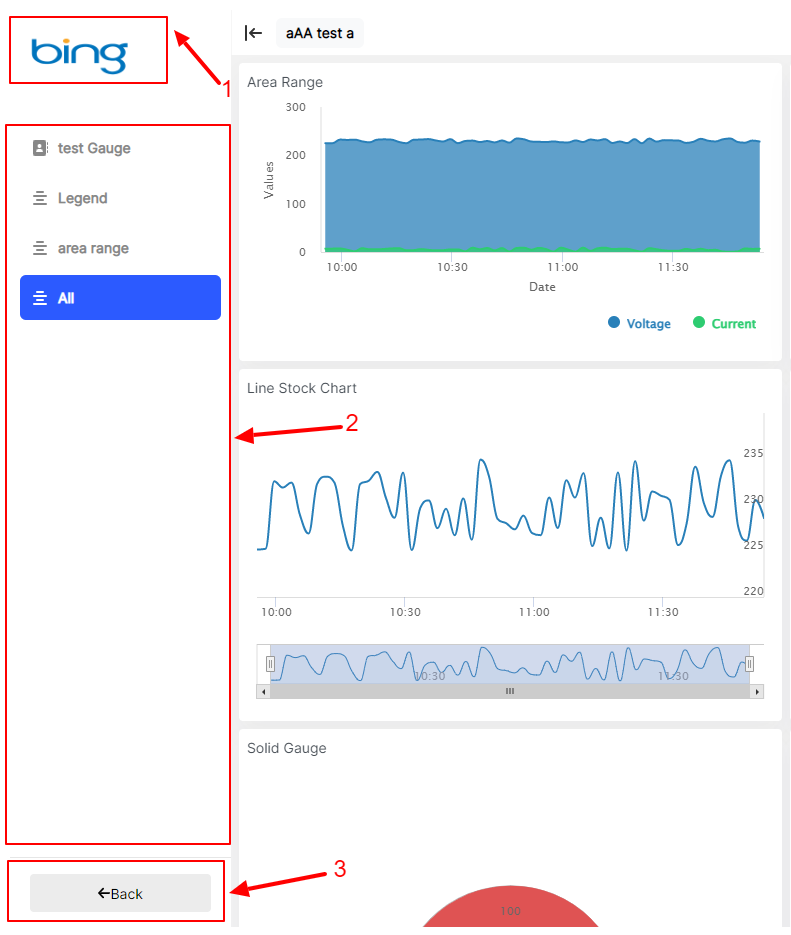 bing
1
test Gauge
Legend
area range
All
2
3
←Back
aAA test a
Area Range
300
200
100
0
Values
10:00 10:30 11:00 11:30
Date
Voltage Current
Line Stock Chart
235
230
225
220
10:00 10:30 11:00 11:30
10:30 11:30
Solid Gauge
100